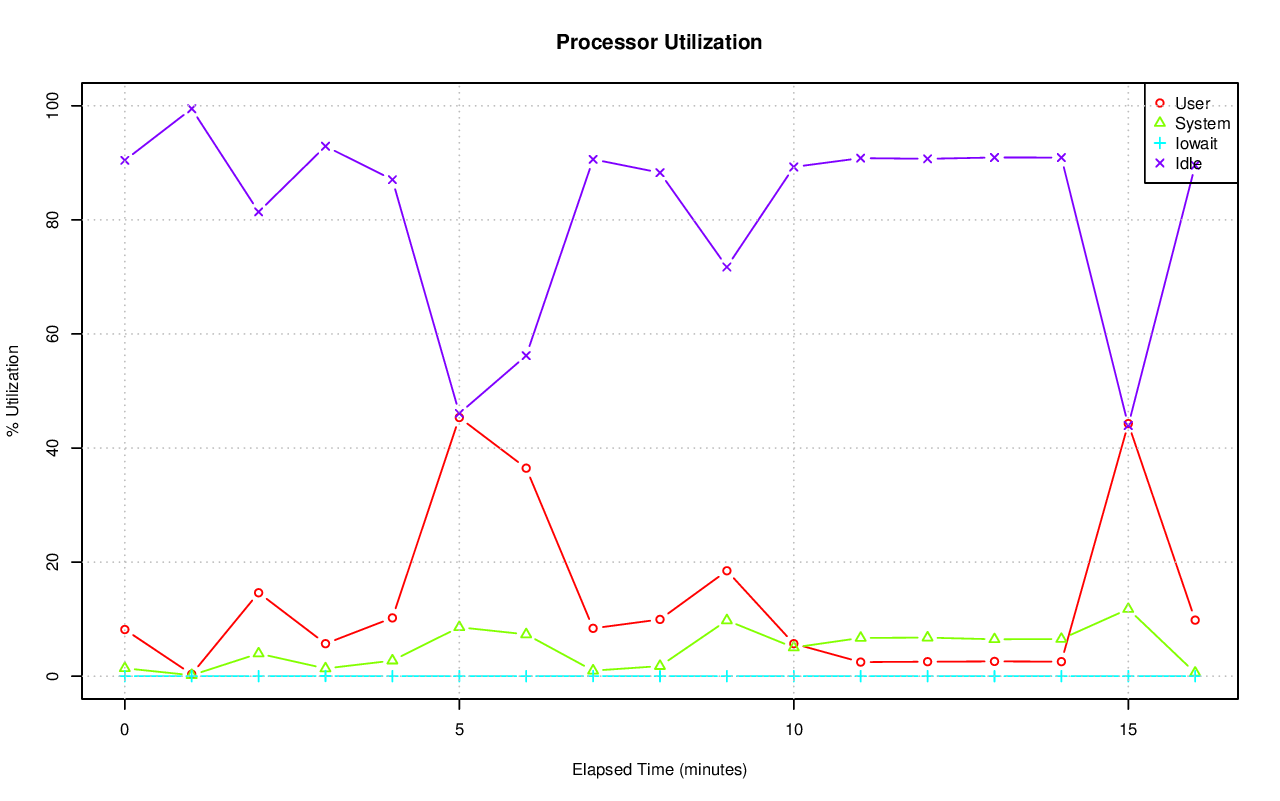 Processor Utilization
% Utilization
100
80
60
40
20
0
User
System
Iowait
Idle
0 5 10 15
Elapsed Time (minutes)